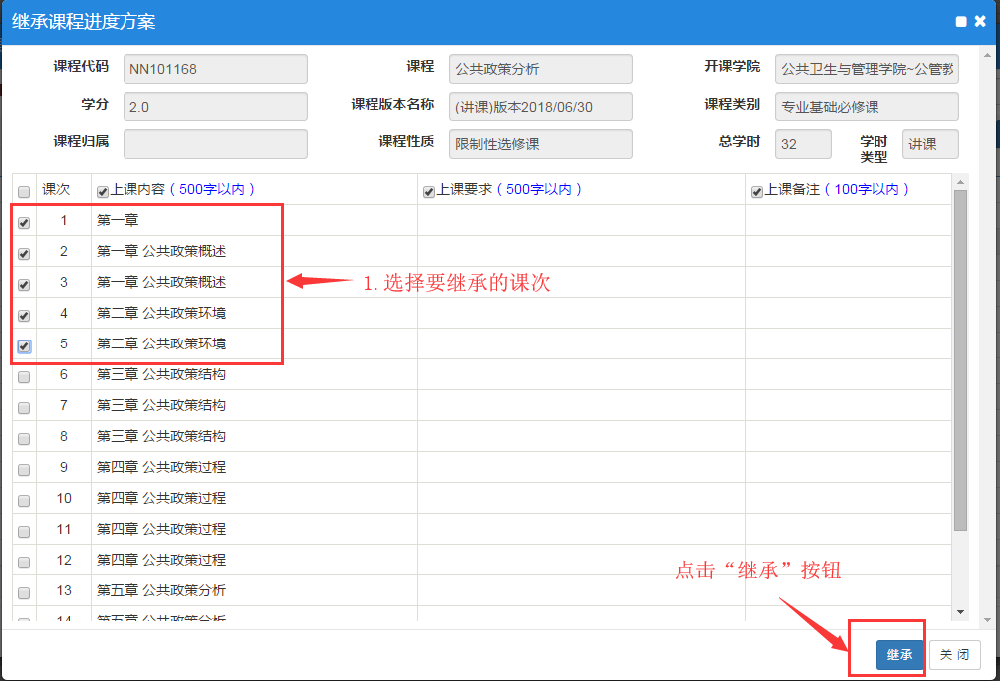 继承课程进度方案
课程代码 NN101168 课程 公共政策分析 开课学院 公共卫生与管理学院~公管教
学分 2.0 课程版本名称 (讲课)版本2018/06/30 课程类别 专业基础必修课
课程归属 课程性质 限制性选修课 总学时 32 学时类型 讲课
课次 上课内容（500字以内） 上课要求（500字以内） 上课备注（100字以内）
1 第一章
2 第一章 公共政策概述
3 第一章 公共政策概述
1. 选择要继承的课次
4 第二章 公共政策环境
5 第二章 公共政策环境
6 第三章 公共政策结构
7 第三章 公共政策结构
8 第三章 公共政策结构
9 第四章 公共政策过程
10 第四章 公共政策过程
11 第四章 公共政策过程
12 第四章 公共政策过程
点击“继承”按钮
13 第五章 公共政策分析
14 第五章 公共政策分析
继承 关 闭